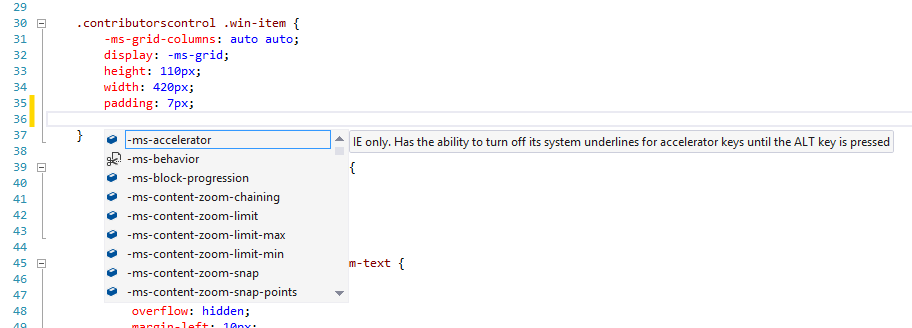 29
30 .contributorscontrol .win-item {
31 -ms-grid-columns: auto auto;
32 display: -ms-grid;
33 height: 110px;
34 width: 420px;
35 padding: 7px;
36
37 }
-ms-accelerator
IE only. Has the ability to turn off its system underlines for accelerator keys until the ALT key is pressed
-ms-behavior
-ms-block-progression
-ms-content-zoom-chaining
-ms-content-zoom-limit
-ms-content-zoom-limit-max
-ms-content-zoom-limit-min
-ms-content-zoom-snap
-ms-content-zoom-snap-points
38
39 {
40
41
42
43
44
45 m-text {
46
47
48 overflow: hidden;
49 margin-left: 10px;